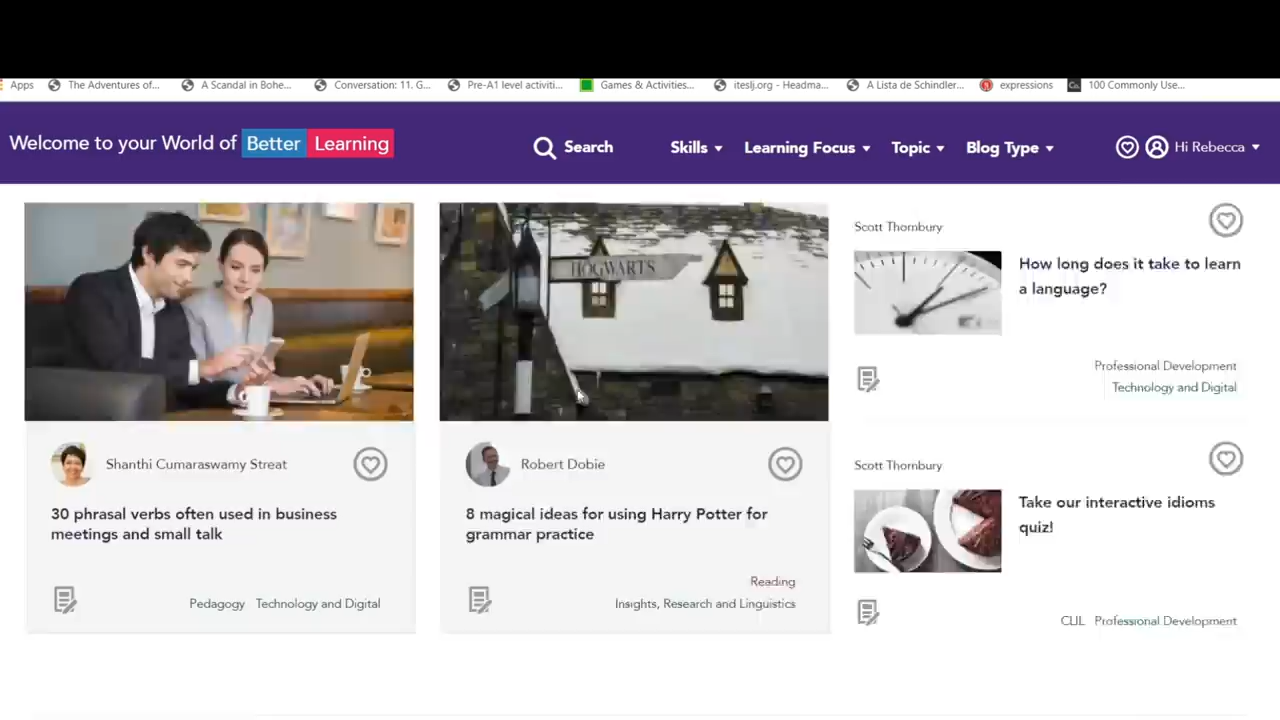 Apps The Adventures of... A Scandal in Bohe... Conversation: 11. G... Pre-A1 level activiti... Games & Activities... iteslj.org - Headma... A Lista de Schindler... expressions 100 Commonly Use...
Welcome to your World of Better Learning Search Skills Learning Focus Topic Blog Type Hi Rebecca
HOGWARTS
Shanthi Cumaraswamy Streat
30 phrasal verbs often used in business
meetings and small talk
Pedagogy Technology and Digital
Robert Dobie
8 magical ideas for using Harry Potter for
grammar practice
Reading
Insights, Research and Linguistics
Scott Thornbury
How long does it take to learn
a language?
Professional Development
Technology and Digital
Scott Thornbury
Take our interactive idioms
quiz!
CLIL Professional Development